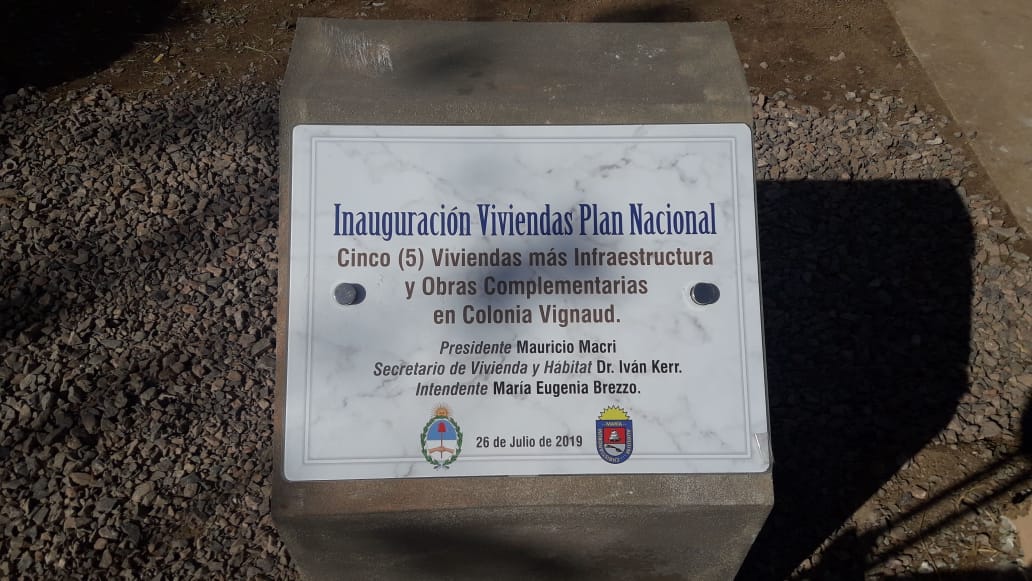 Inauguración Viviendas Plan Nacional
Cinco (5) Viviendas más Infraestructura
y Obras Complementarias
en Colonia Vignaud.
Presidente Mauricio Macri
Secretario de Vivienda y Hábitat Dr. Iván Kerr.
Intendente María Eugenia Brezzo.
26 de Julio de 2019
MARÍA